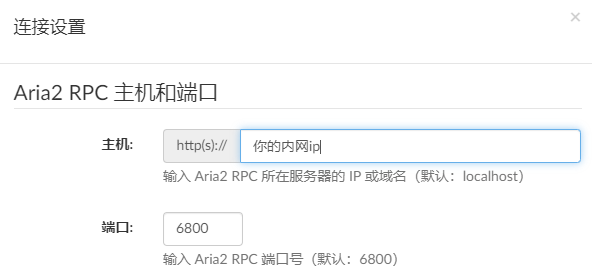 连接设置
×
Aria2 RPC 主机和端口
主机: http(s):// 你的内网ip
输入 Aria2 RPC 所在服务器的 IP 或域名（默认：localhost）
端口: 6800
输入 Aria2 RPC 端口号（默认：6800）